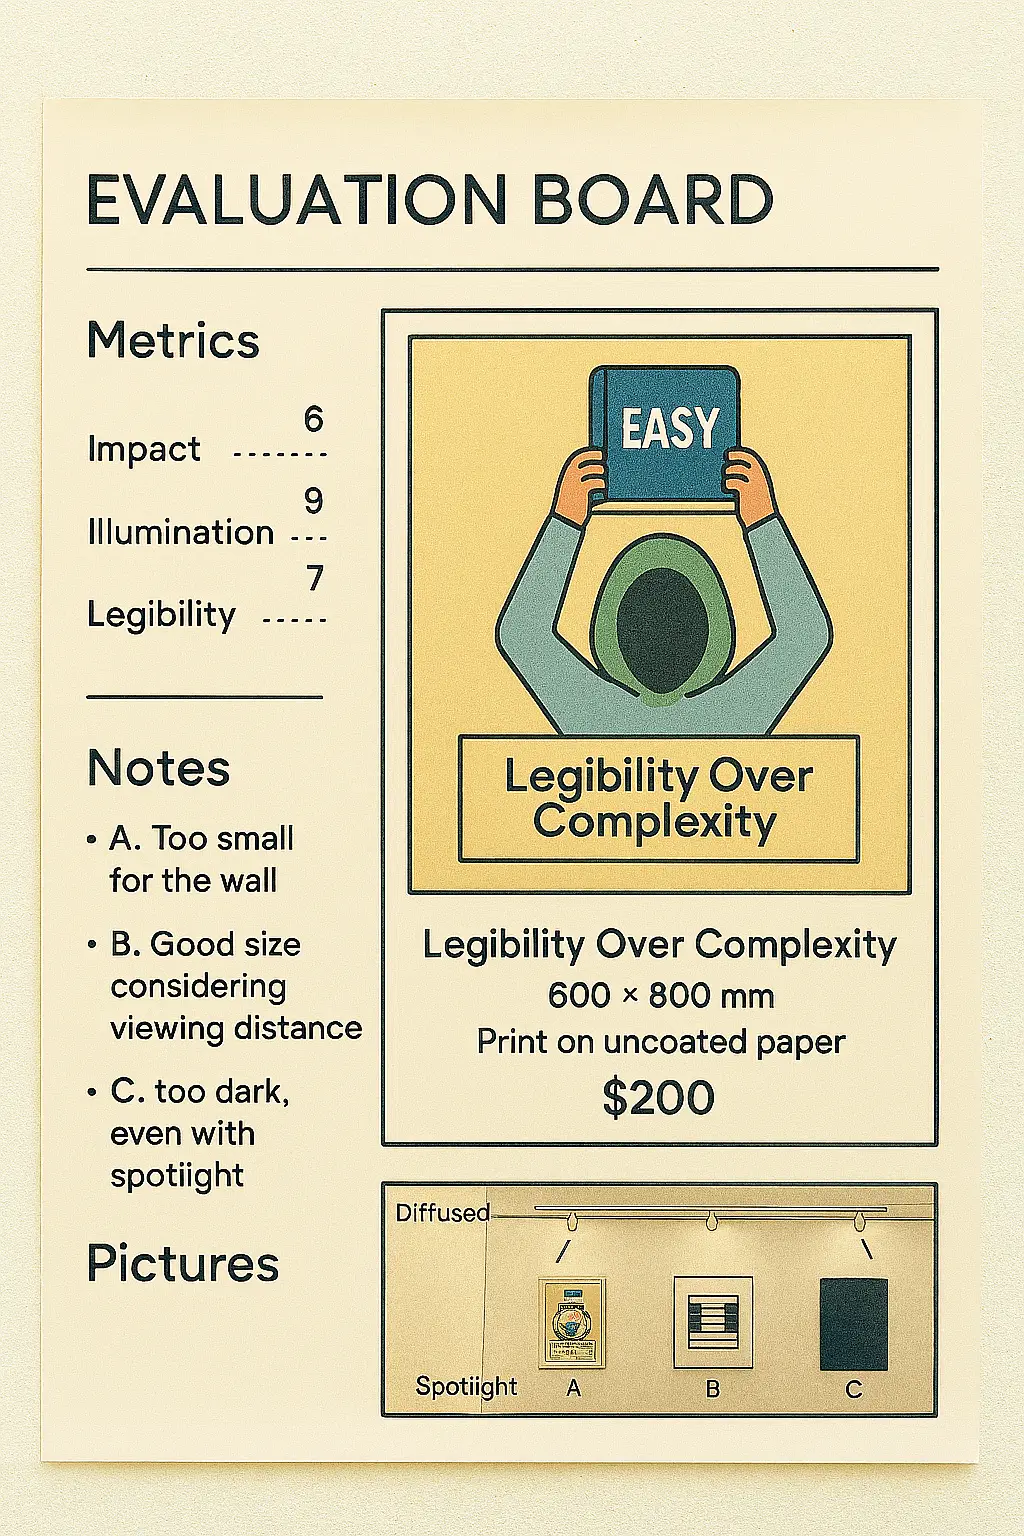 EVALUATION BOARD
Metrics
6
Impact -------
9
Illumination ---
7
Legibility -----
Notes
• A. Too small
for the wall
• B. Good size
considering
viewing distance
• C. too dark,
even with
spotiight
Pictures
EASY
Legibility Over
Complexity
Legibility Over Complexity
600 × 800 mm
Print on uncoated paper
$200
Diffused
Spotiight
A
B
C